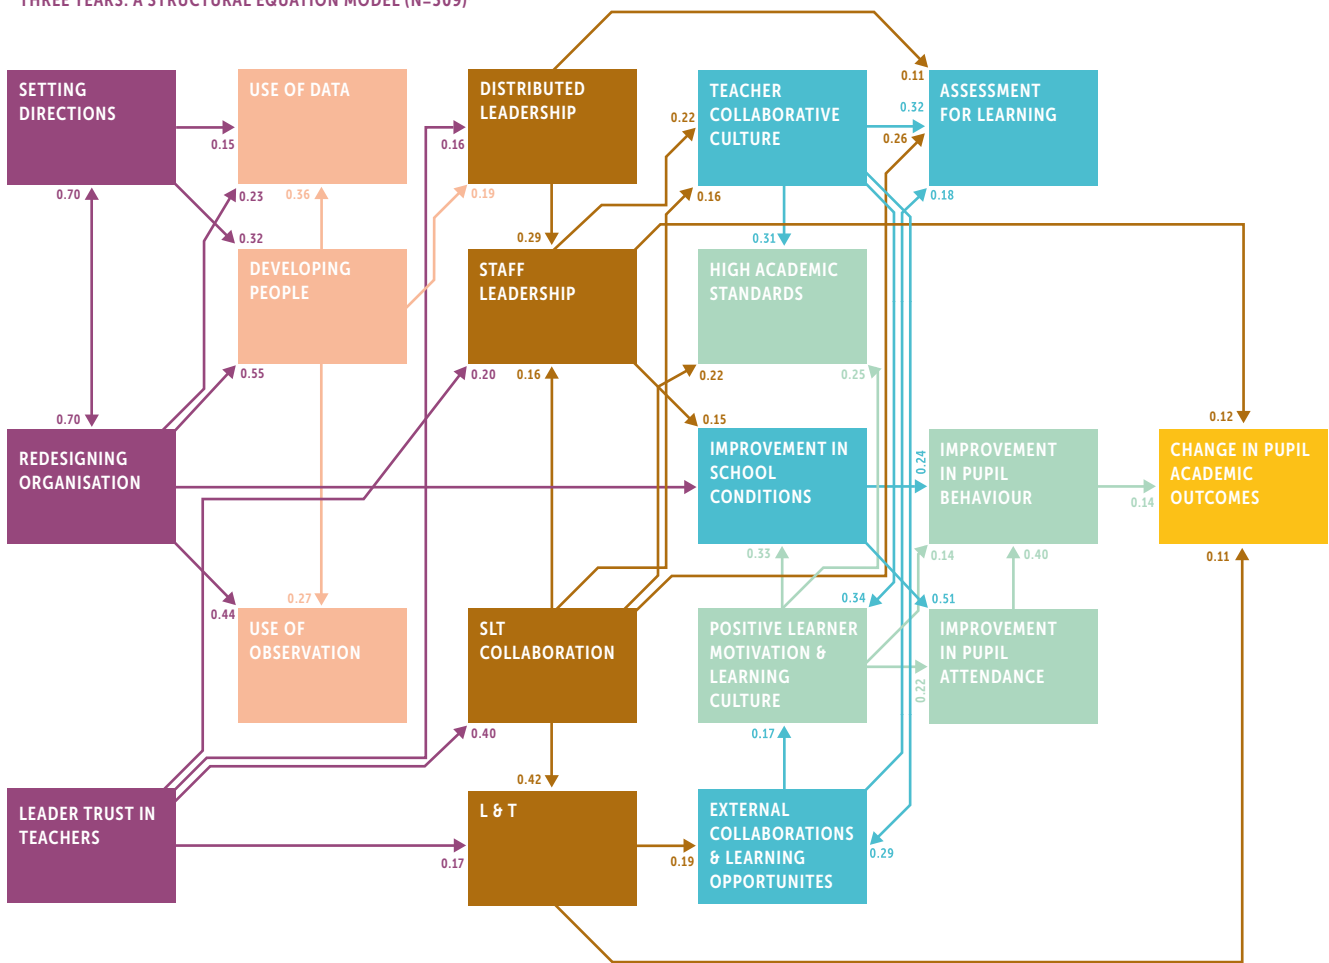 THREE YEARS: A STRUCTURAL EQUATION MODEL (N=309)
SETTING
DIRECTIONS
0.15
0.70
USE OF DATA
0.23
0.36
0.32
DISTRIBUTED
LEADERSHIP
0.16
0.19
0.29
TEACHER
COLLABORATIVE
CULTURE
0.22
0.16
0.31
ASSESSMENT
FOR LEARNING
0.11
0.32
0.26
0.18
DEVELOPING
PEOPLE
0.55
STAFF
LEADERSHIP
0.20
0.16
HIGH ACADEMIC
STANDARDS
0.22
0.25
0.15
0.70
REDESIGNING
ORGANISATION
0.44
0.27
IMPROVEMENT IN
SCHOOL
CONDITIONS
0.24
0.33
IMPROVEMENT
IN PUPIL
BEHAVIOUR
0.14
0.40
0.14
0.12
CHANGE IN PUPIL
ACADEMIC
OUTCOMES
0.11
USE OF
OBSERVATION
SLT
COLLABORATION
0.40
0.42
0.34
POSITIVE LEARNER
MOTIVATION &
LEARNING
CULTURE
0.17
0.51
IMPROVEMENT
IN PUPIL
ATTENDANCE
0.22
LEADER TRUST IN
TEACHERS
0.17
L & T
0.19
EXTERNAL
COLLABORATIONS
& LEARNING
OPPORTUNITES
0.29